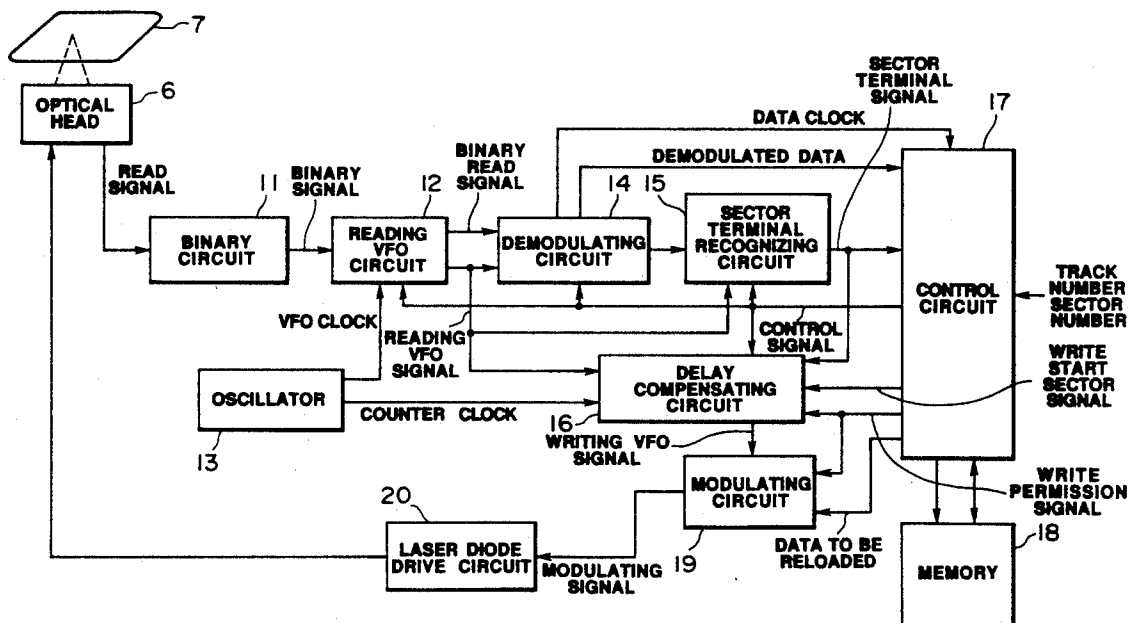 7
6
OPTICAL
HEAD
READ
SIGNAL
11
BINARY
CIRCUIT
BINARY
SIGNAL
12
READING
VFO
CIRCUIT
BINARY
READ
SIGNAL
14
DEMODULATING
CIRCUIT
15
SECTOR
TERMINAL
RECOGNIZING
CIRCUIT
DATA CLOCK
DEMODULATED DATA
SECTOR
TERMINAL
SIGNAL
17
CONTROL
CIRCUIT
TRACK
NUMBER
SECTOR
NUMBER
VFO CLOCK
READING
VFO
SIGNAL
CONTROL
SIGNAL
OSCILLATOR
13
COUNTER CLOCK
DELAY
COMPENSATING
CIRCUIT
16
WRITE
START
SECTOR
SIGNAL
WRITING VFO
SIGNAL
MODULATING
CIRCUIT
19
WRITE
PERMISSION
SIGNAL
DATA TO BE
RELOADED
20
LASER DIODE
DRIVE CIRCUIT
MODULATING
SIGNAL
18
MEMORY